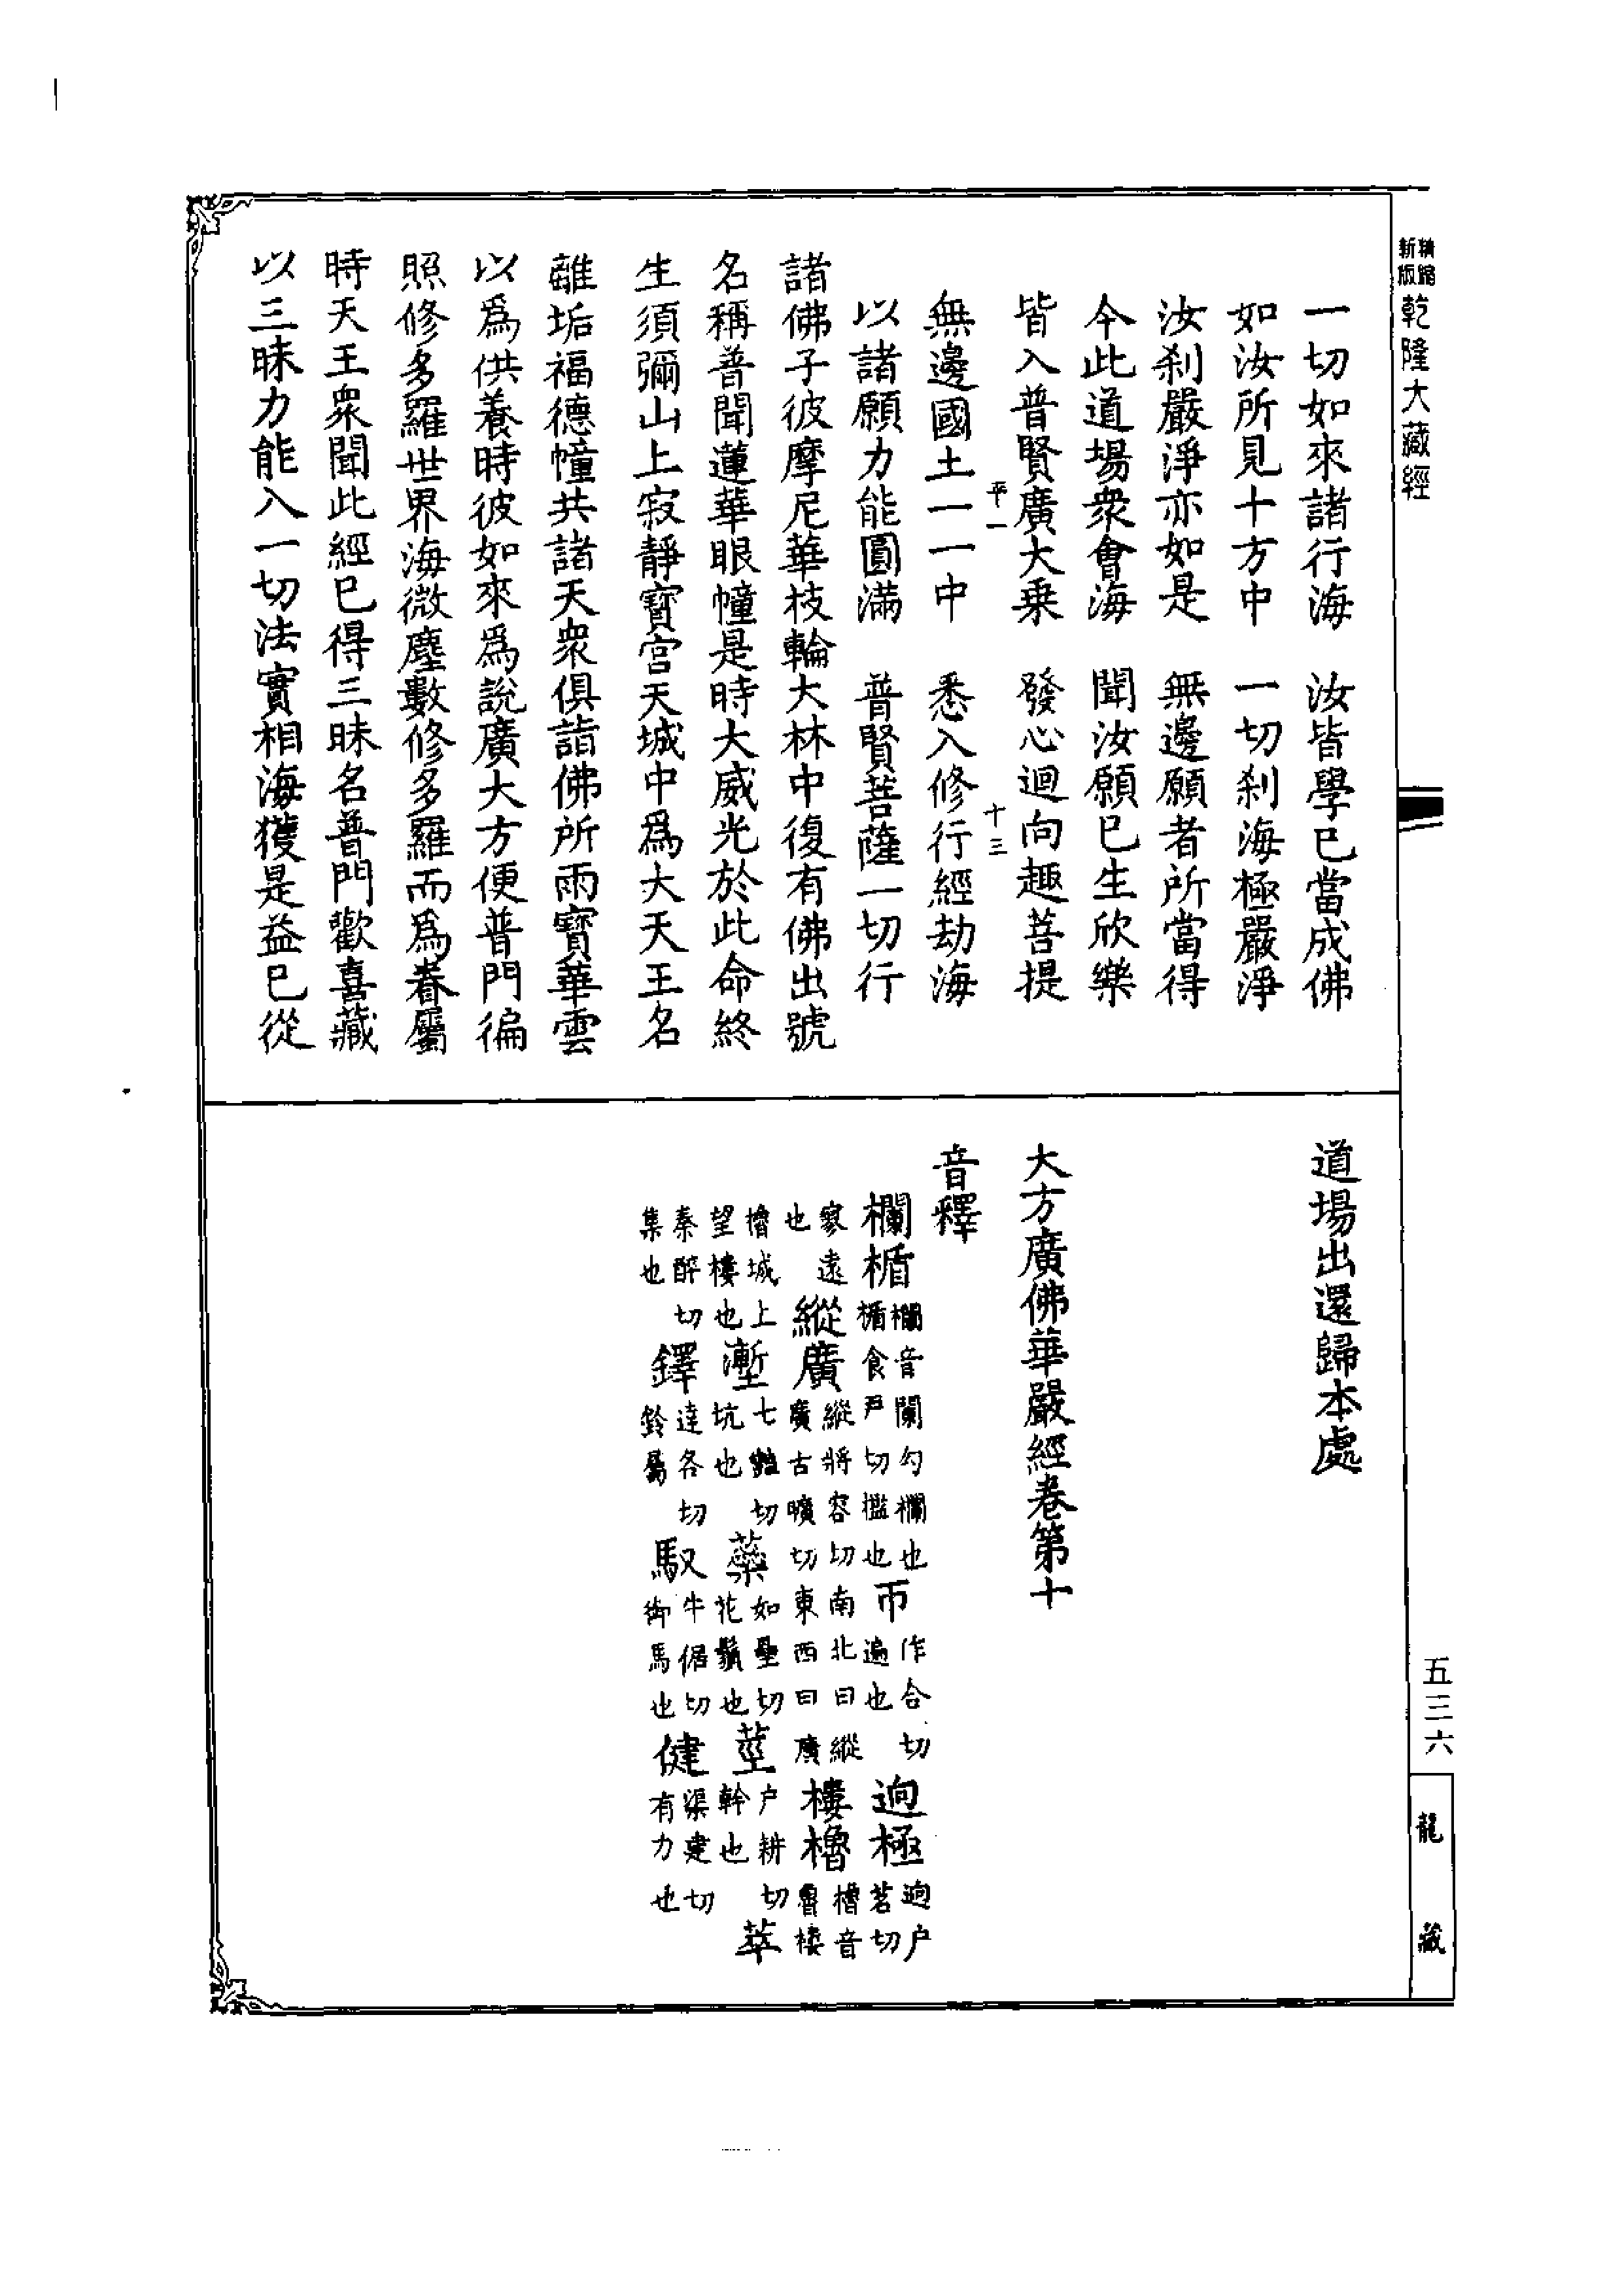 精縮新版 乾隆大藏經
一切如來諸行海　汝皆學已當成佛
如汝所見十方中　一切刹海極嚴淨
汝刹嚴淨亦如是　無邊願者所當得
今此道場衆會海　聞汝願已生欣樂
皆入普賢廣大乘　發心迴向趣菩提
平一　十三
無邊國土一一中　悉入修行經劫海
以諸願力能圓滿　普賢菩薩一切行
諸佛子彼摩尼華枝輪大林中復有佛出號
名稱普聞蓮華眼幢是時大威光於此命終
生須彌山上寂靜寶宮天城中爲大天王名
離垢福德幢共諸天衆俱詣佛所雨寶華雲
以爲供養時彼如來爲說廣大方便普門徧
照修多羅世界海微塵數修多羅而爲眷屬
時天王衆聞此經已得三昧名普門歡喜藏
以三昧力能入一切法實相海獲是益已從
道場出還歸本處
大方廣佛華嚴經卷第十
音釋
欄楯 欄音闌勾欄也楯食尹切檻也 帀 作合切遍也 逈極 逈户茗切
寥遠也 縱廣 縱將容切南北曰縱廣古曠切東西曰廣 樓櫓 櫓音魯樓
櫓城上望樓也 塹 七豔切坑也 蘂 如壘切花鬚也 莖 户耕切幹也 萃
秦醉切集也 鐸 達各切鈴屬 馭 牛倨切御馬也 健 渠建切有力也
五三六
龍藏